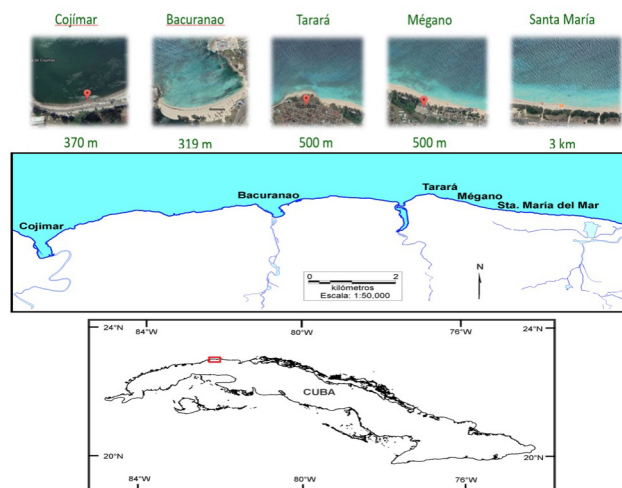 Cojímar Bacuranao Tarará Mégano Santa María
370 m 319 m 500 m 500 m 3 km
Tarará
Bacuranao Mégano
Sta. María del Mar
Cojímar
0 2
kilómetros
Escala: 1:50,000
N
24°N 84°W 80°W 76°W 24°N
CUBA
20°N 20°N
84°W 80°W 76°W